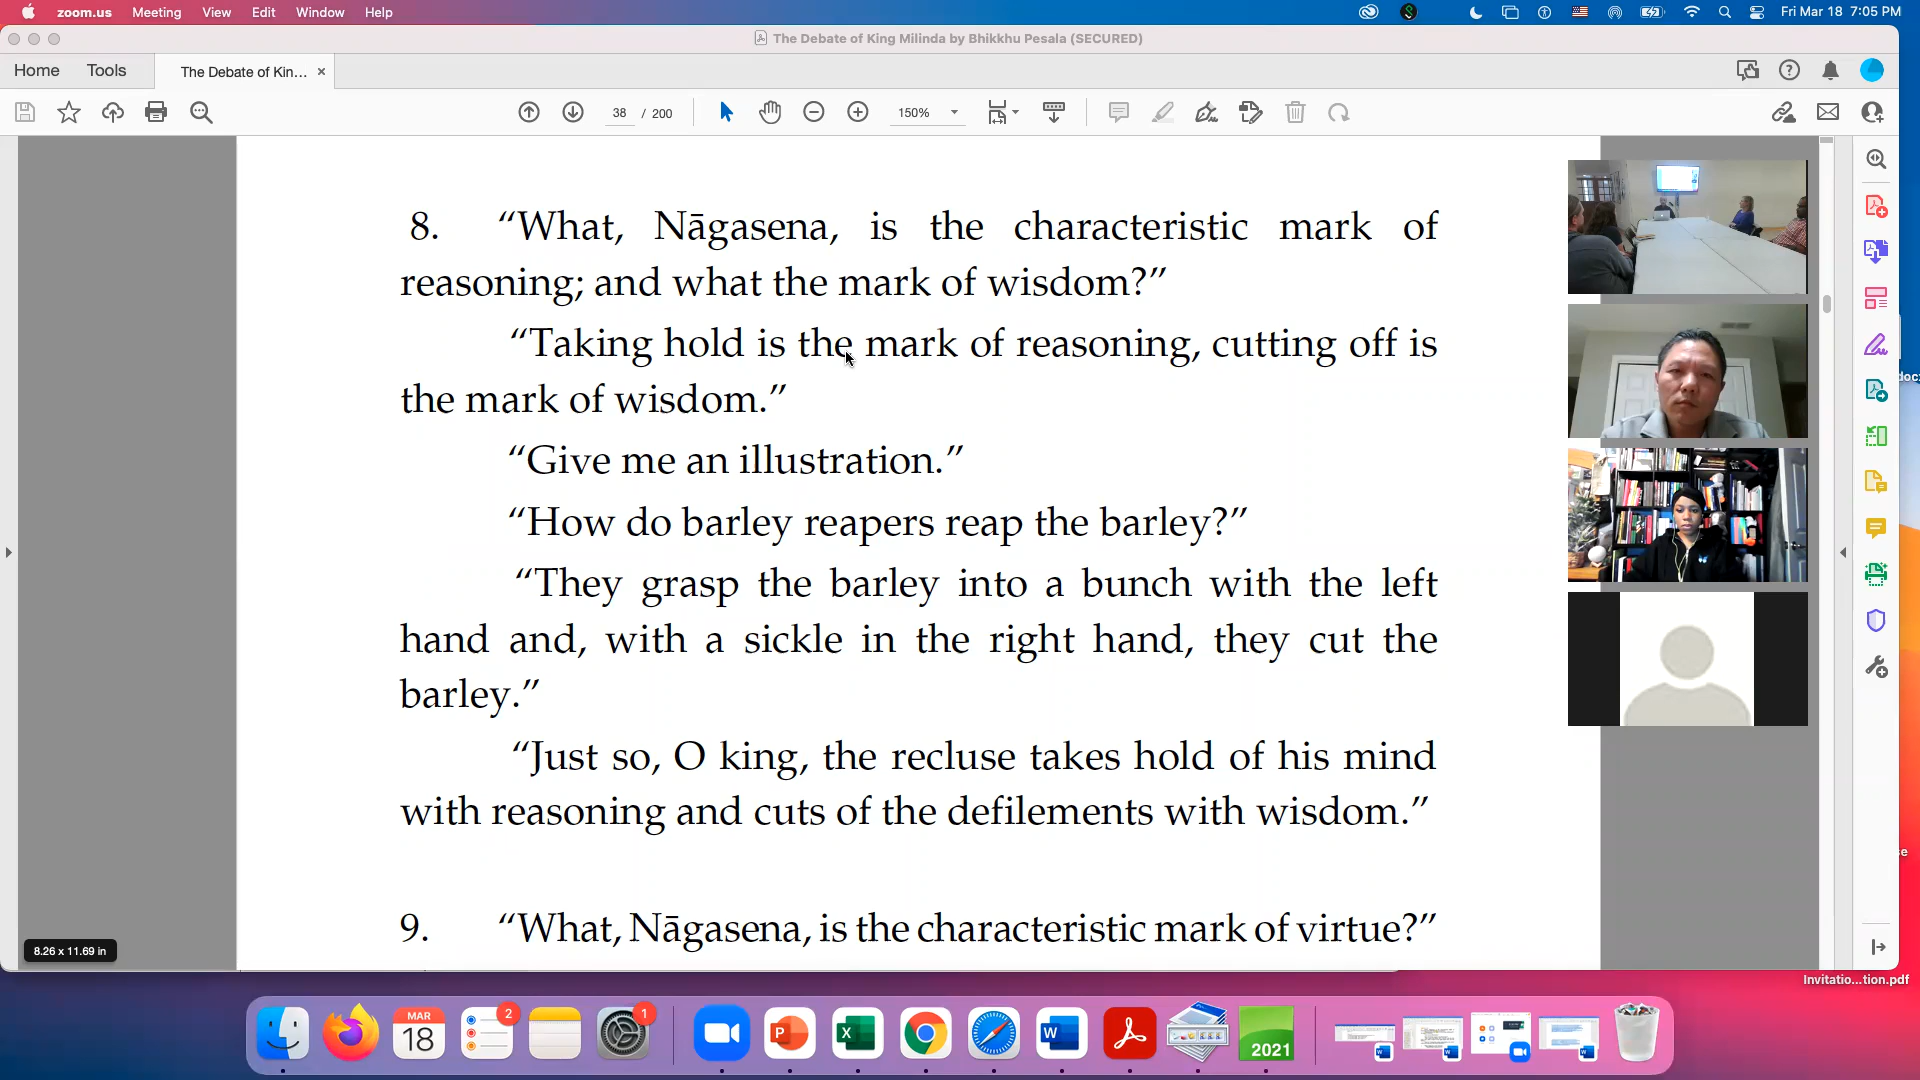 zoom.us Meeting View Edit Window Help Fri Mar 18 7:05 PM
The Debate of King Milinda by Bhikkhu Pesala (SECURED)
Home Tools The Debate of Kin... ×
38 / 200 150%
8. “What, Nāgasena, is the characteristic mark of
reasoning; and what the mark of wisdom?”
“Taking hold is the mark of reasoning, cutting off is
the mark of wisdom.”
“Give me an illustration.”
“How do barley reapers reap the barley?”
“They grasp the barley into a bunch with the left
hand and, with a sickle in the right hand, they cut the
barley.”
“Just so, O king, the recluse takes hold of his mind
with reasoning and cuts of the defilements with wisdom.”
9. “What, Nāgasena, is the characteristic mark of virtue?”
8.26 x 11.69 in
Invitatio...tion.pdf
MAR
18
2
1
P
X
W
2021